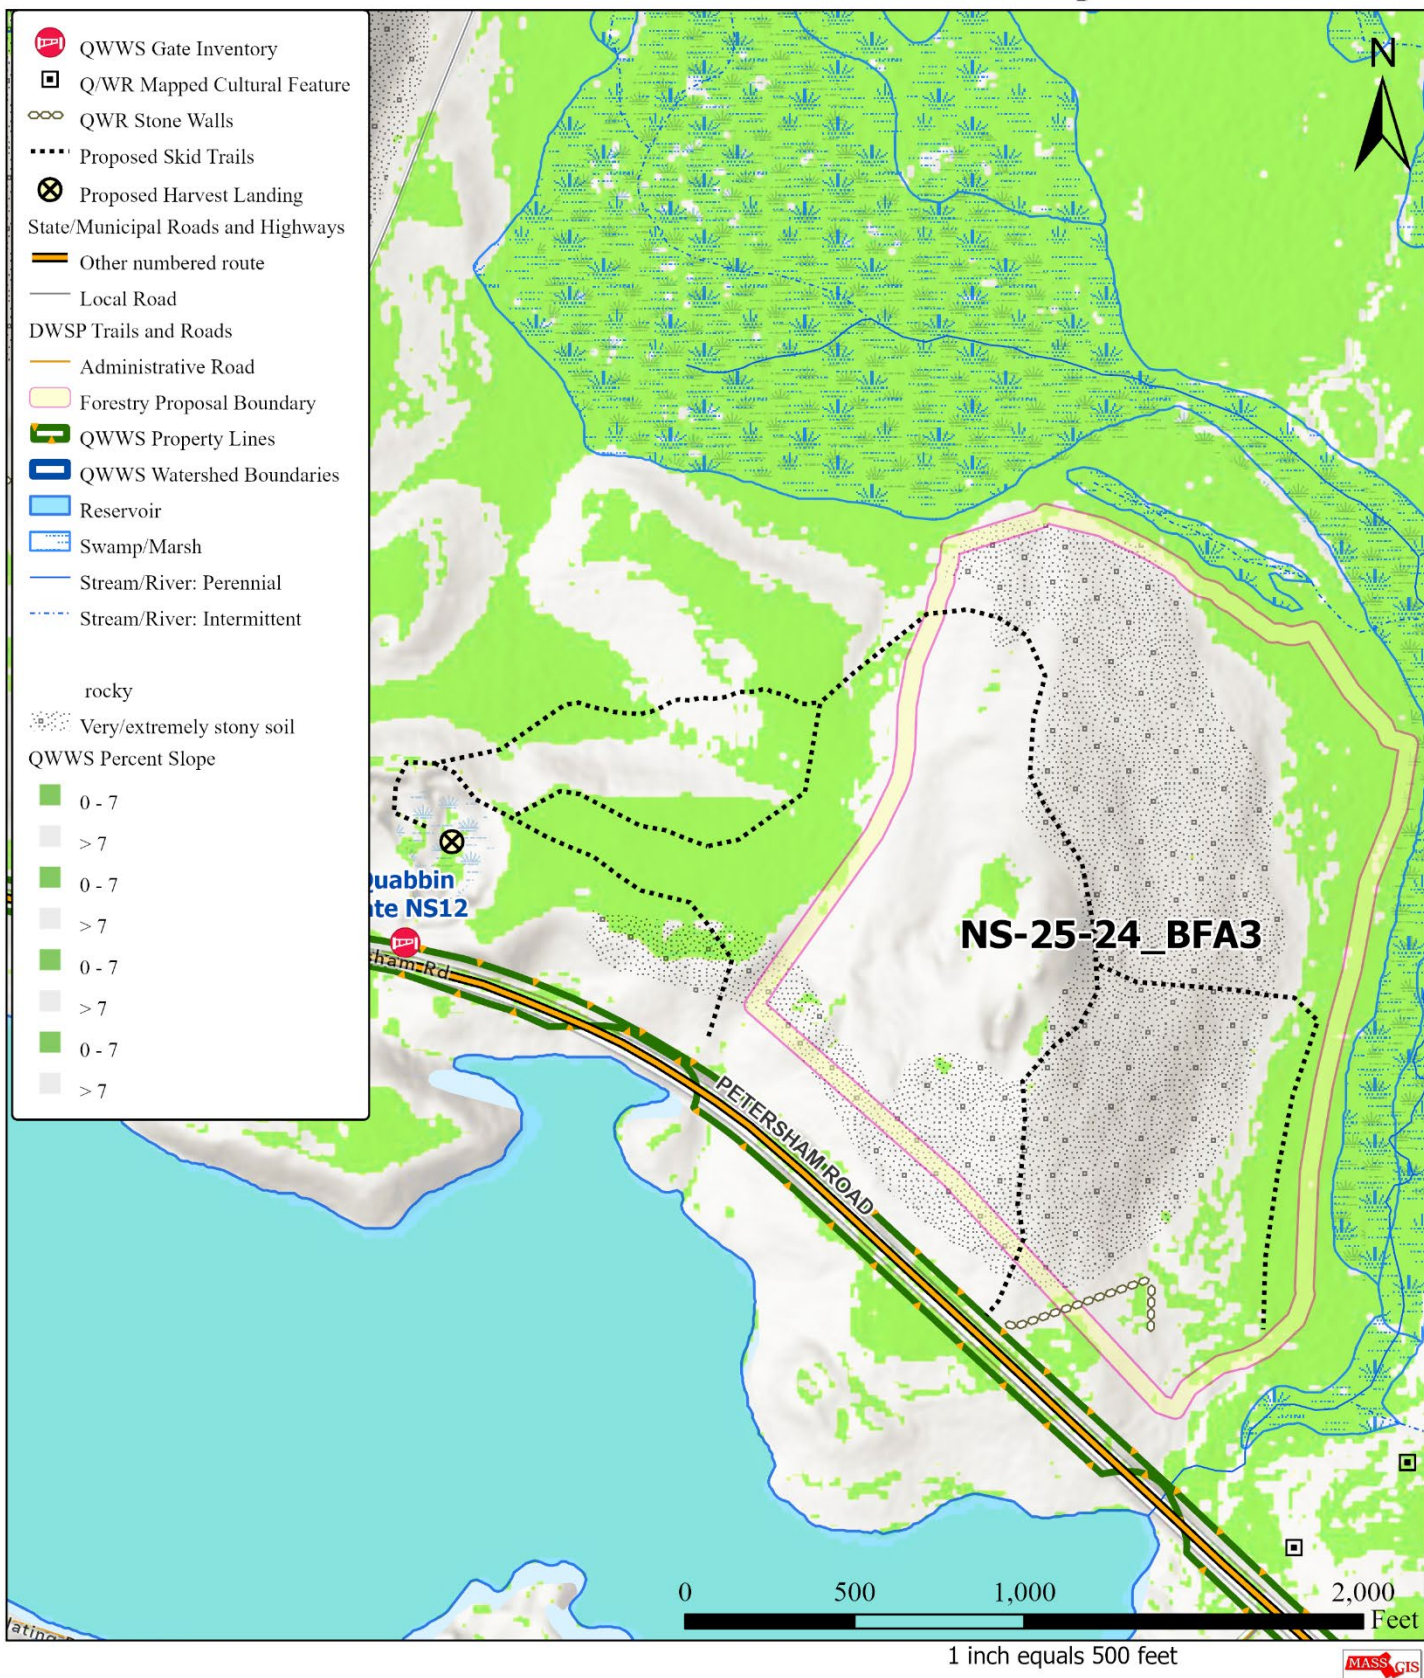 QWWS Gate Inventory
Q/WR Mapped Cultural Feature
QWR Stone Walls
Proposed Skid Trails
Proposed Harvest Landing
State/Municipal Roads and Highways
Other numbered route
Local Road
DWSP Trails and Roads
Administrative Road
Forestry Proposal Boundary
QWWS Property Lines
QWWS Watershed Boundaries
Reservoir
Swamp/Marsh
Stream/River: Perennial
Stream/River: Intermittent
rocky
Very/extremely stony soil
QWWS Percent Slope
0 - 7
> 7
0 - 7
> 7
0 - 7
> 7
0 - 7
> 7
N
NS12
NS-25-24_BFA3
Rd
PETERSHAM ROAD
0 500 1,000 2,000
Feet
1 inch equals 500 feet
MASS GIS